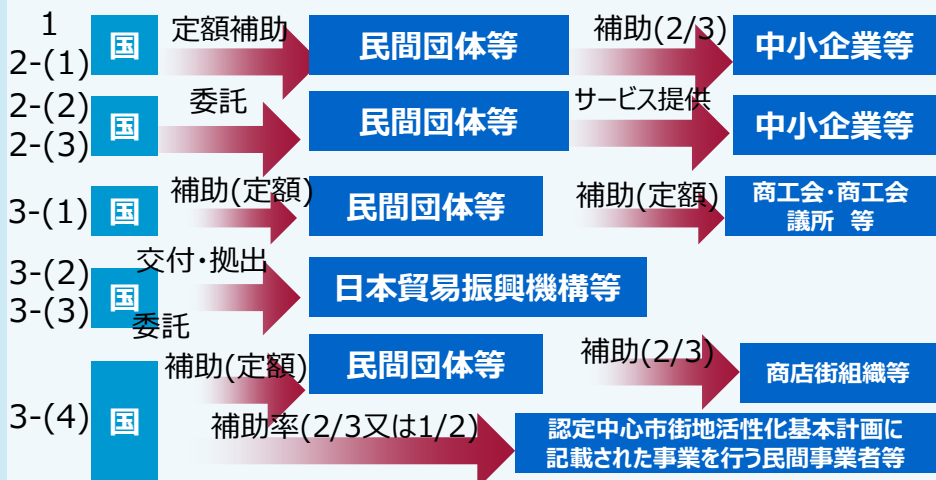 1
2-(1)
国
定額補助
民間団体等
補助(2/3)
中小企業等
2-(2)
2-(3)
国
委託
民間団体等
サービス提供
中小企業等
3-(1)
国
補助(定額)
民間団体等
補助(定額)
商工会・商工会
議所 等
3-(2)
3-(3)
国
交付・拠出
委託
日本貿易振興機構等
3-(4)
国
補助(定額)
民間団体等
補助(2/3)
商店街組織等
補助率(2/3又は1/2)
認定中心市街地活性化基本計画に
記載された事業を行う民間事業者等